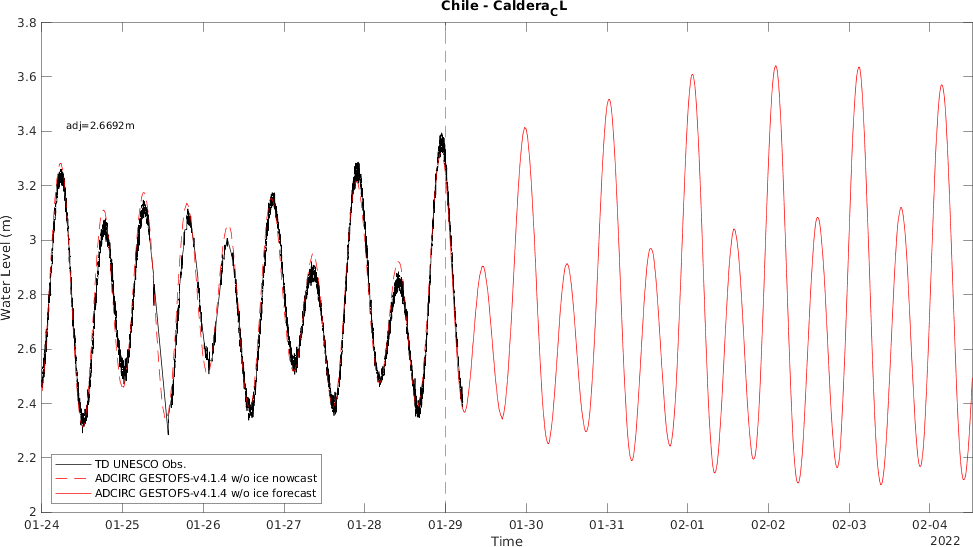 Chile - Caldera_CL
3.8
3.6
3.4
3.2
3
2.8
2.6
2.4
2.2
2
Water Level (m)
adj=2.6692m
TD UNESCO Obs.
ADCIRC GESTOFS-v4.1.4 w/o ice nowcast
ADCIRC GESTOFS-v4.1.4 w/o ice forecast
01-24 01-25 01-26 01-27 01-28 01-29 01-30 01-31 02-01 02-02 02-03 02-04
Time
2022